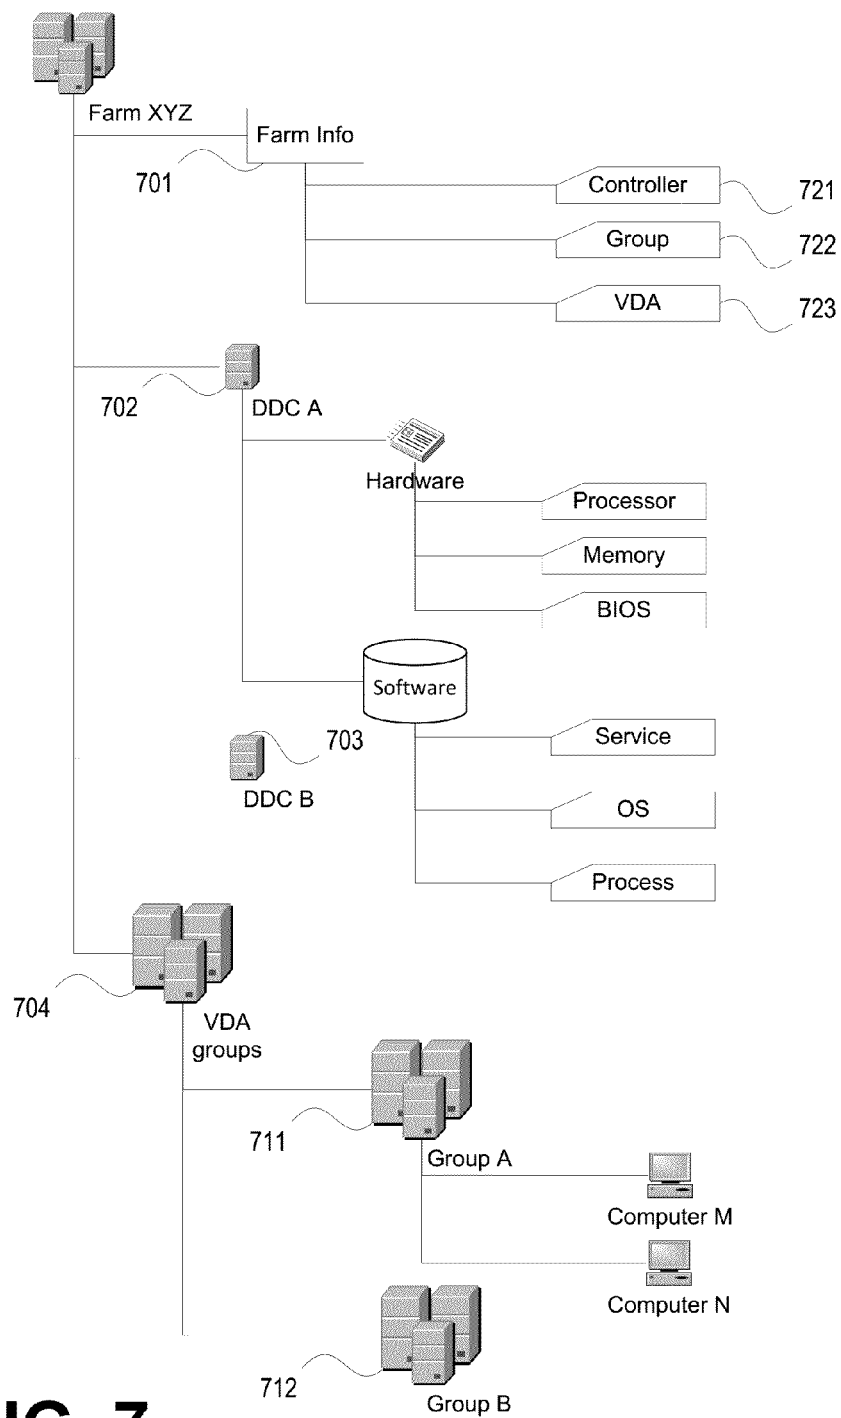 Farm XYZ
Farm Info
701
Controller
721
Group
722
VDA
723
702
DDC A
Hardware
Processor
Memory
BIOS
Software
703
Service
DDC B
OS
Process
704
VDA
groups
711
Group A
Computer M
Computer N
712
Group B